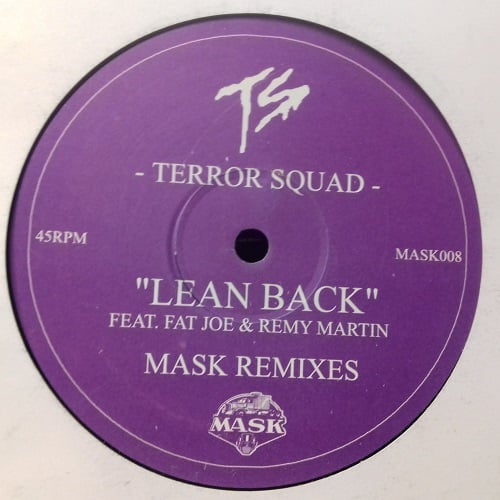 TS
- TERROR SQUAD -
45RPM
MASK008
"LEAN BACK"
FEAT. FAT JOE & REMY MARTIN
MASK REMIXES
MASK